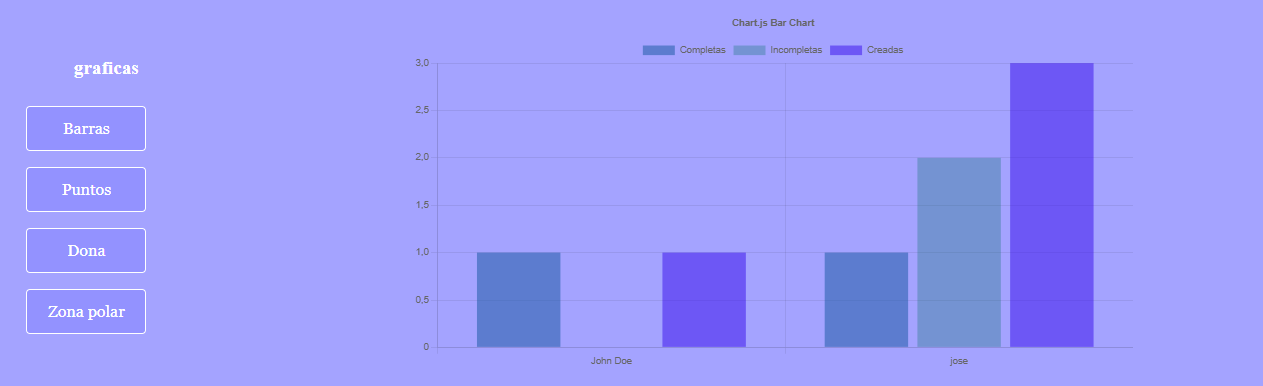 graficas
Barras
Puntos
Dona
Zona polar
Chart.js Bar Chart
Completas Incompletas Creadas
3,0
2,5
2,0
1,5
1,0
0,5
0
John Doe jose